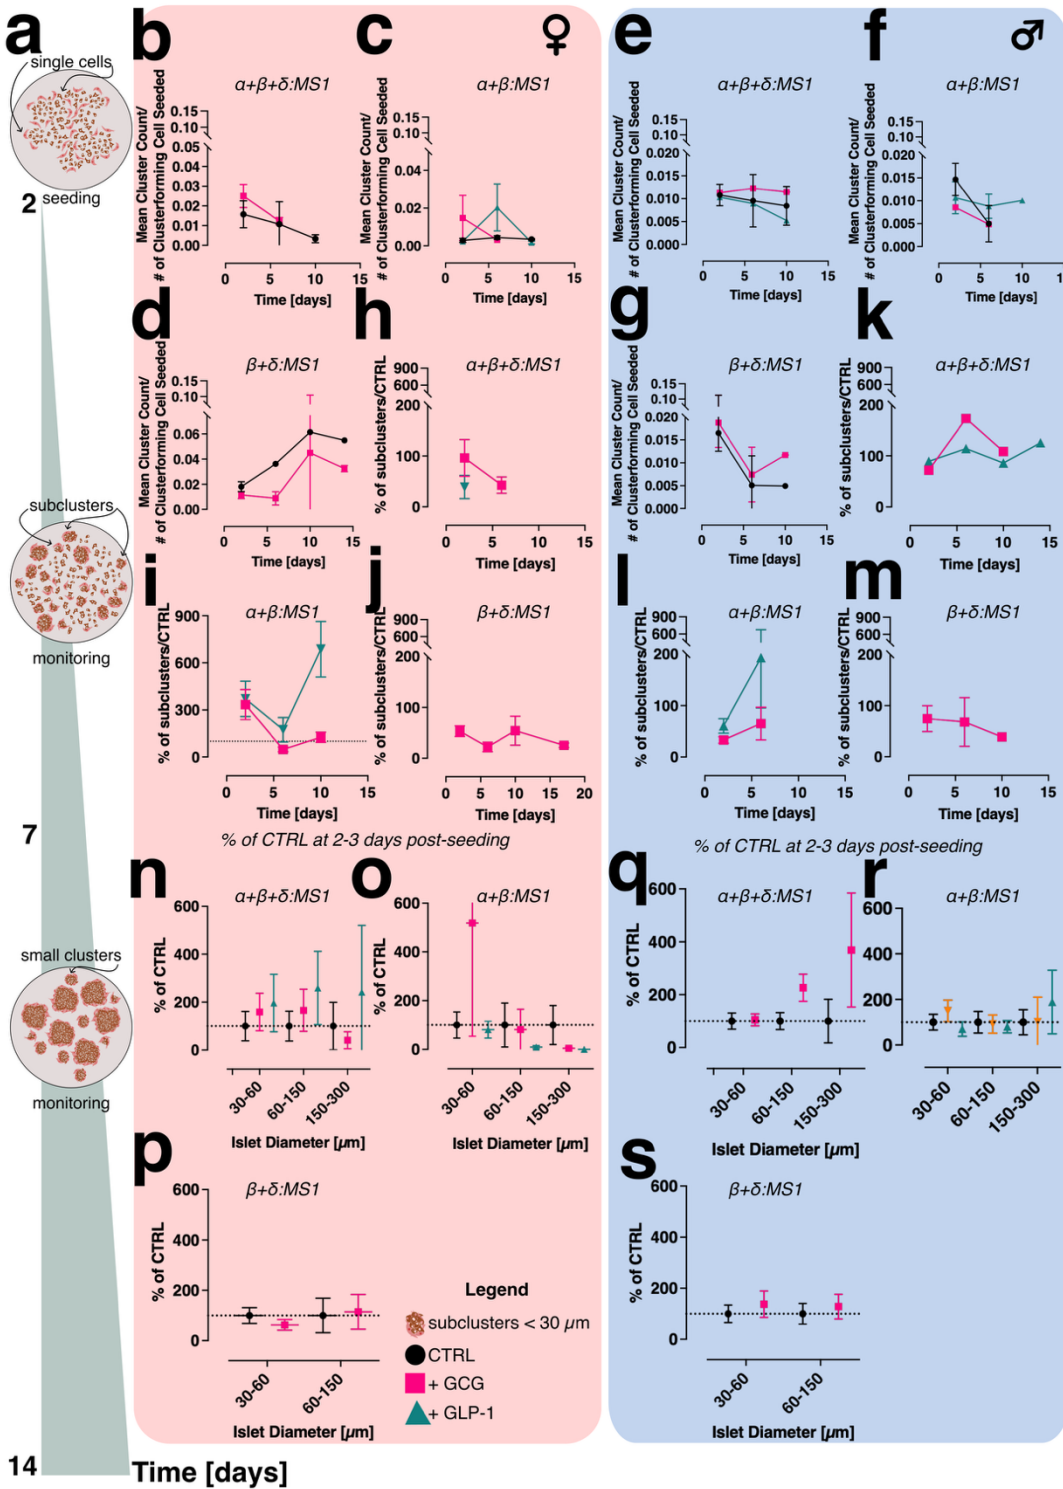 a
single cells
2
seeding
subclusters
monitoring
7
small clusters
monitoring
14
Time [days]
♀
b
α+β+δ:MS1
Mean Cluster Count/
# of Clusterforming Cell Seeded
0.15
0.10
0.05
0.04
0.03
0.02
0.01
0.00
0 5 10 15
Time [days]
c
α+β:MS1
0.15
0.10
0.04
0.02
0.00
0 5 10 15
Time [days]
♂
e
α+β+δ:MS1
Mean Cluster Count/
# of Clusterforming Cell Seeded
0.15
0.10
0.020
0.015
0.010
0.005
0.000
0 5 10 15
Time [days]
f
α+β:MS1
Mean Cluster Count/
# of Clusterforming Cell Seeded
0.15
0.10
0.020
0.015
0.010
0.005
0.000
0 5 10
Time [days]
d
β+δ:MS1
Mean Cluster Count/
# of Clusterforming Cell Seeded
0.15
0.10
0.06
0.04
0.02
0.00
0 5 10 15
Time [days]
h
α+β+δ:MS1
% of subclusters/CTRL
900
600
200
100
0
0 5 10 15
Time [days]
g
β+δ:MS1
Mean Cluster Count/
# of Clusterforming Cell Seeded
0.15
0.10
0.020
0.015
0.010
0.005
0.000
0 5 10 15
Time [days]
k
α+β+δ:MS1
% of subclusters/CTRL
900
600
200
100
0
0 5 10 15
Time [days]
i
α+β:MS1
% of subclusters/CTRL
900
600
300
0
0 5 10 15
Time [days]
j
β+δ:MS1
% of subclusters/CTRL
900
600
200
100
0
0 5 10 15 20
Time [days]
l
α+β:MS1
% of subclusters/CTRL
900
600
200
100
0
0 5 10 15
Time [days]
m
β+δ:MS1
% of subclusters/CTRL
900
600
200
100
0
0 5 10 15
Time [days]
% of CTRL at 2-3 days post-seeding
% of CTRL at 2-3 days post-seeding
n
α+β+δ:MS1
% of CTRL
600
400
200
0
30-60 60-150 150-300
Islet Diameter [µm]
o
α+β:MS1
% of CTRL
600
400
200
0
30-60 60-150 150-300
Islet Diameter [µm]
q
α+β+δ:MS1
% of CTRL
600
400
200
0
30-60 60-150 150-300
Islet Diameter [µm]
r
α+β:MS1
% of CTRL
600
400
200
0
30-60 60-150 150-300
p
β+δ:MS1
% of CTRL
600
400
200
0
30-60 60-150
Islet Diameter [µm]
Legend
subclusters < 30 µm
CTRL
+ GCG
+ GLP-1
s
β+δ:MS1
% of CTRL
600
400
200
0
30-60 60-150
Islet Diameter [µm]